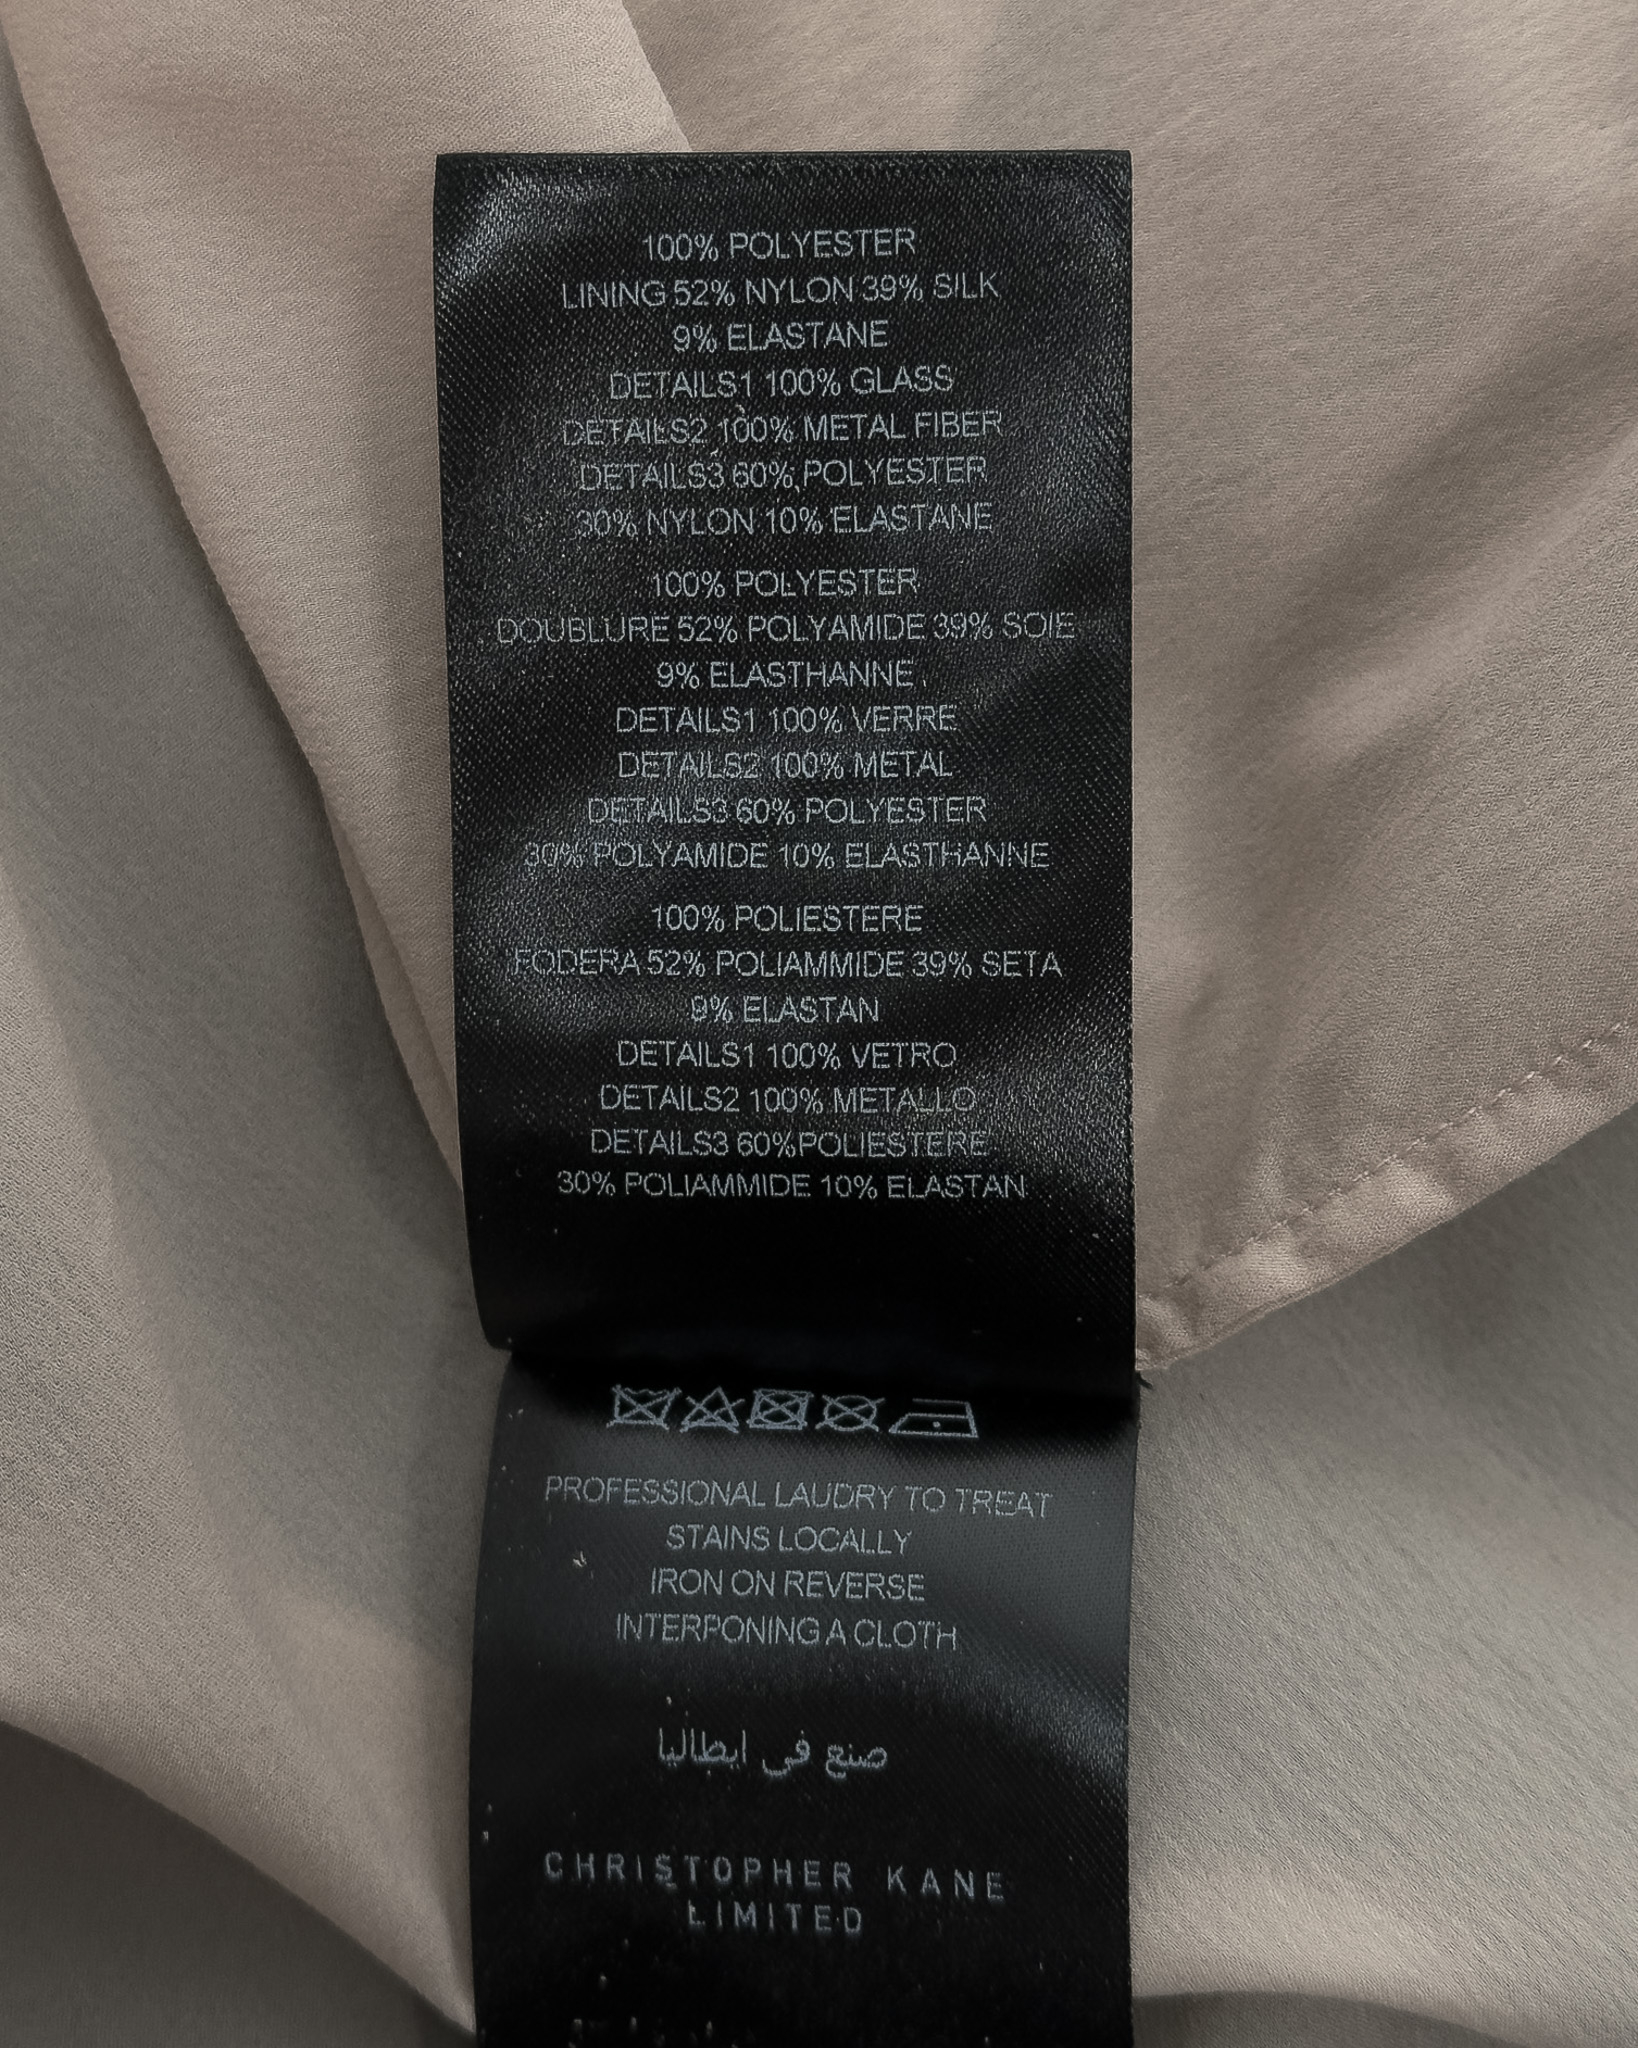 100% POLYESTER
LINING 52% NYLON 39% SILK
9% ELASTANE
DETAILS1 100% GLASS
DETAILS2 100% METAL FIBER
DETAILS3 60% POLYESTER
30% NYLON 10% ELASTANE
100% POLYESTER
DOUBLURE 52% POLYAMIDE 39% SOIE
9% ELASTHANNE
DETAILS1 100% VERRE
DETAILS2 100% METAL
DETAILS3 60% POLYESTER
30% POLYAMIDE 10% ELASTHANNE
100% POLIESTERE
FODERA 52% POLIAMMIDE 39% SETA
9% ELASTAN
DETAILS1 100% VETRO
DETAILS2 100% METALLO
DETAILS3 60%POLIESTERE
30% POLIAMMIDE 10% ELASTAN
PROFESSIONAL LAUDRY TO TREAT
STAINS LOCALLY
IRON ON REVERSE
INTERPONING A CLOTH
صنع في ايطاليا
CHRISTOPHER KANE
LIMITED